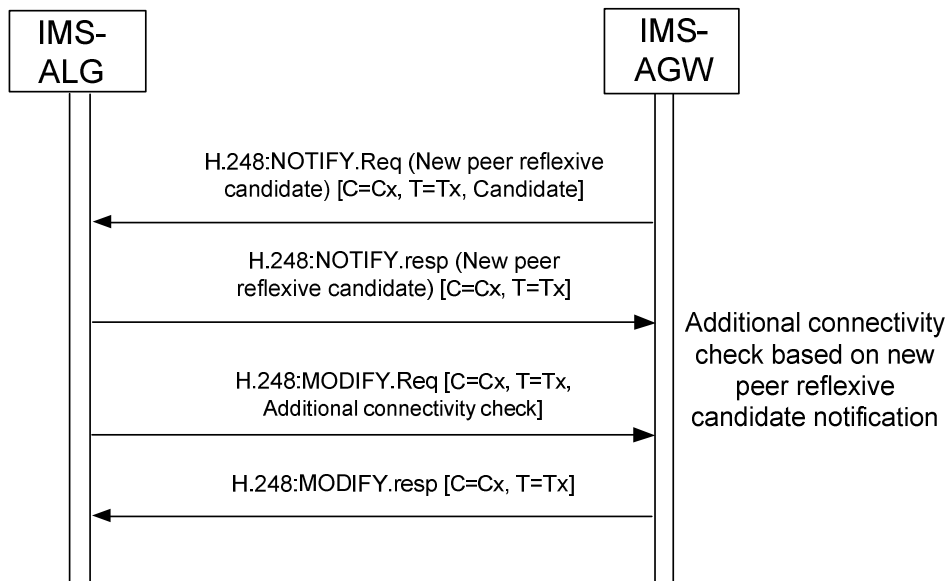 IMS-
ALG
IMS-
AGW
H.248:NOTIFY.Req (New peer reflexive
candidate) [C=Cx, T=Tx, Candidate]
H.248:NOTIFY.resp (New peer
reflexive candidate) [C=Cx, T=Tx]
Additional connectivity
check based on new
peer reflexive
candidate notification
H.248:MODIFY.Req [C=Cx, T=Tx,
Additional connectivity check]
H.248:MODIFY.resp [C=Cx, T=Tx]